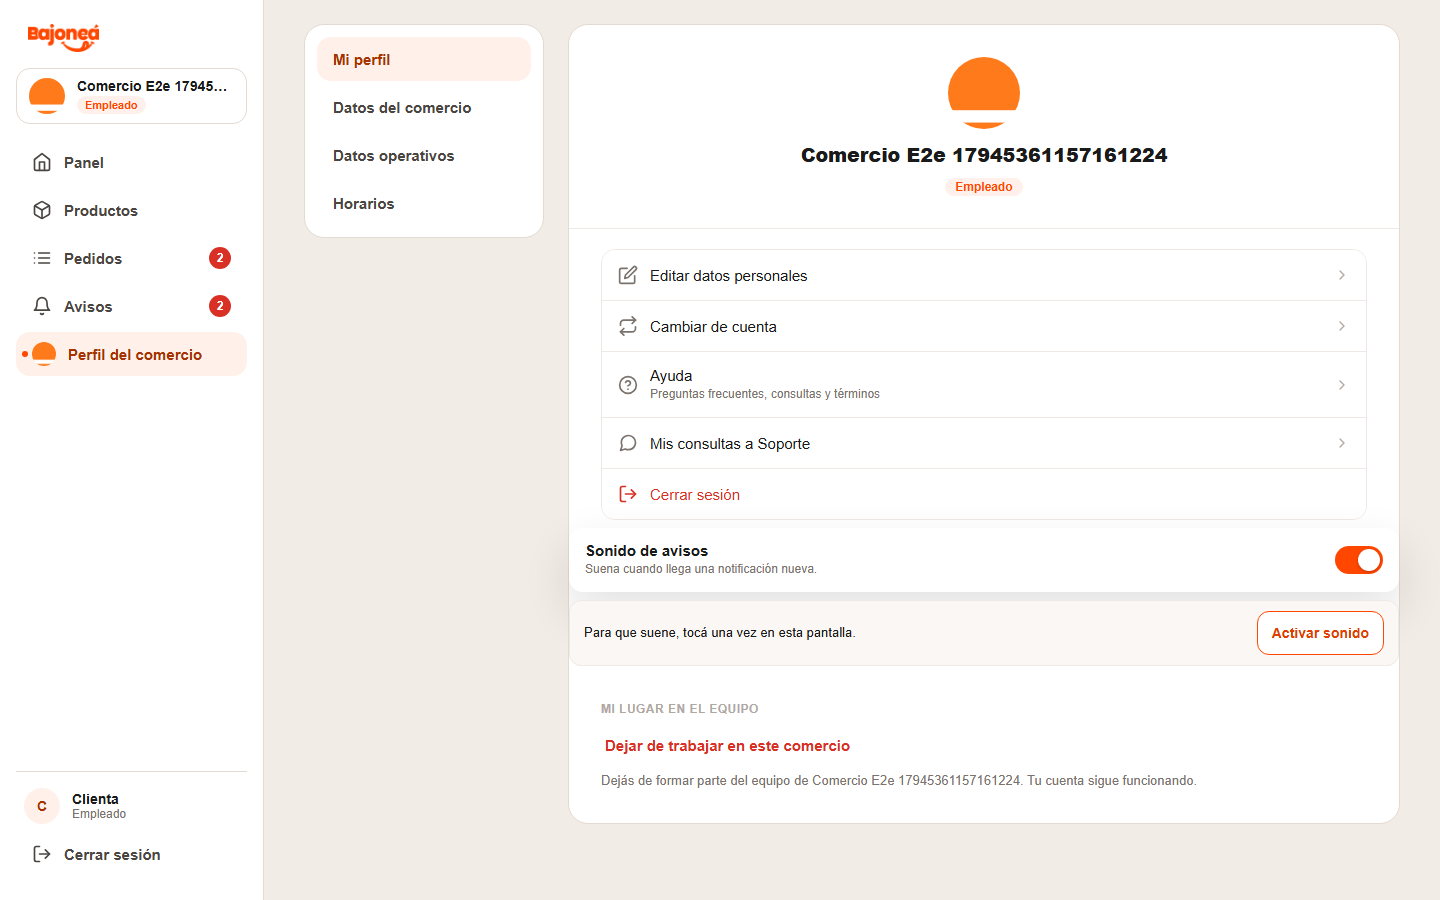 Bajoneá
Comercio E2e 17945...
Empleado
Panel
Productos
Pedidos
2
Avisos
2
Perfil del comercio
C
Clienta
Empleado
Cerrar sesión
Mi perfil
Datos del comercio
Datos operativos
Horarios
Comercio E2e 17945361157161224
Empleado
Editar datos personales
Cambiar de cuenta
Ayuda
Preguntas frecuentes, consultas y términos
Mis consultas a Soporte
Cerrar sesión
Sonido de avisos
Suena cuando llega una notificación nueva.
Para que suene, tocá una vez en esta pantalla.
Activar sonido
MI LUGAR EN EL EQUIPO
Dejar de trabajar en este comercio
Dejás de formar parte del equipo de Comercio E2e 17945361157161224. Tu cuenta sigue funcionando.